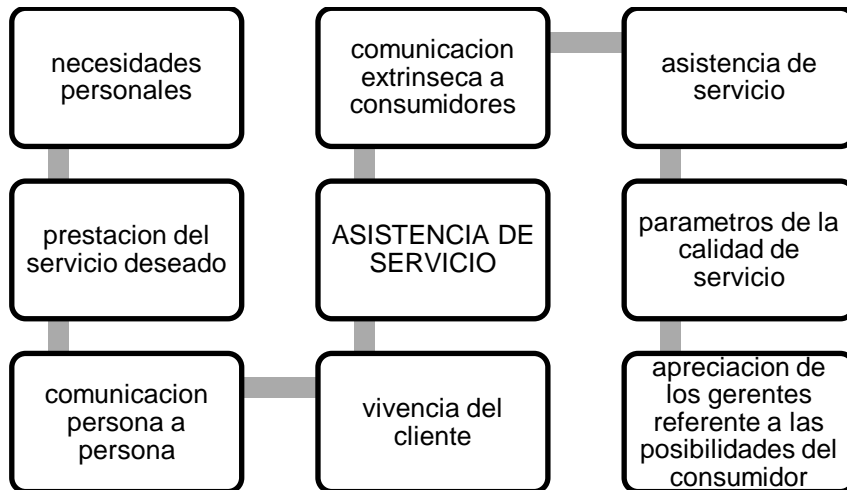 necesidades
personales
prestacion del
servicio deseado
comunicacion
persona a
persona
vivencia del
cliente
ASISTENCIA DE
SERVICIO
comunicacion
extrinseca a
consumidores
asistencia de
servicio
parametros de la
calidad de
servicio
apreciacion de
los gerentes
referente a las
posibilidades del
consumidor